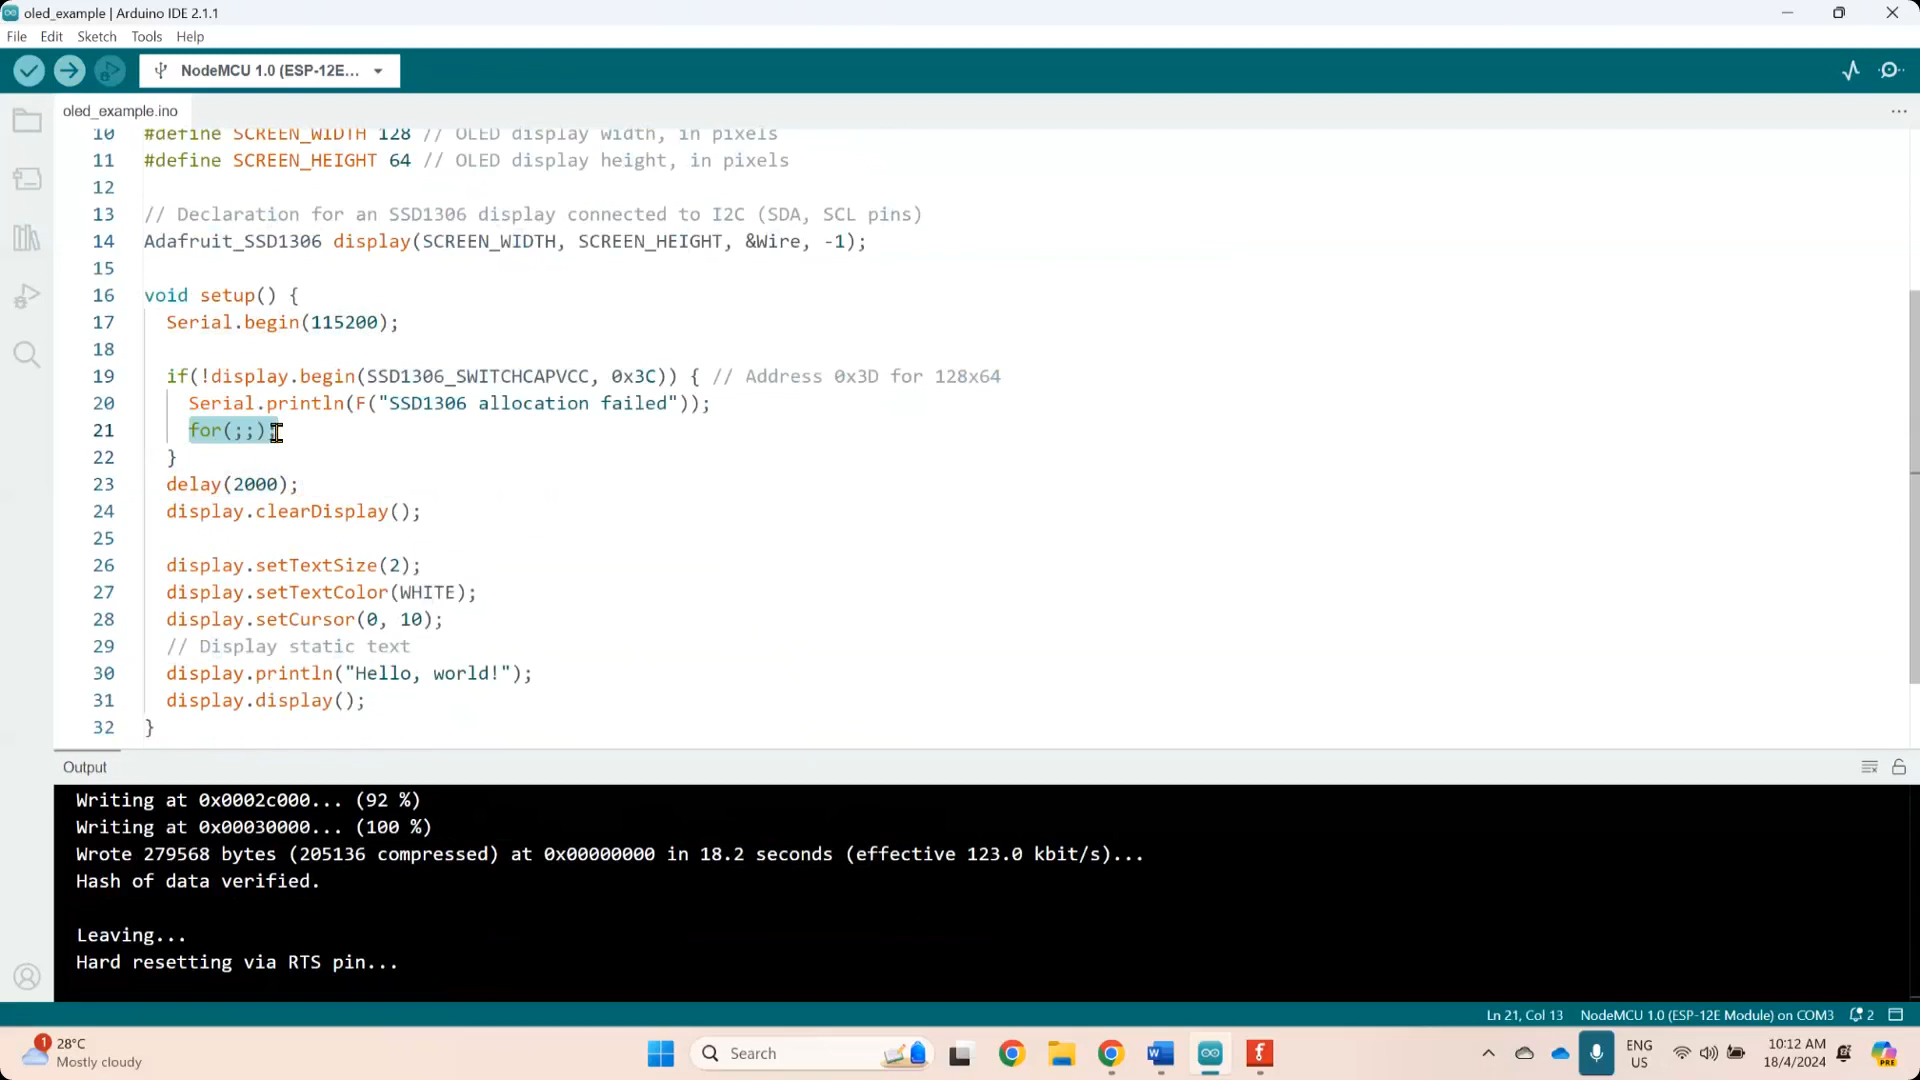 oled_example | Arduino IDE 2.1.1
File Edit Sketch Tools Help
NodeMCU 1.0 (ESP-12E...
oled_example.ino
10 #define SCREEN_WIDTH 128 // OLED display width, in pixels
11 #define SCREEN_HEIGHT 64 // OLED display height, in pixels
12
13 // Declaration for an SSD1306 display connected to I2C (SDA, SCL pins)
14 Adafruit_SSD1306 display(SCREEN_WIDTH, SCREEN_HEIGHT, &Wire, -1);
15
16 void setup() {
17 Serial.begin(115200);
18
19 if(!display.begin(SSD1306_SWITCHCAPVCC, 0x3C)) { // Address 0x3D for 128x64
20 Serial.println(F("SSD1306 allocation failed"));
21 for(;;);
22 }
23 delay(2000);
24 display.clearDisplay();
25
26 display.setTextSize(2);
27 display.setTextColor(WHITE);
28 display.setCursor(0, 10);
29 // Display static text
30 display.println("Hello, world!");
31 display.display();
32 }
Output
Writing at 0x0002c000... (92 %)
Writing at 0x00030000... (100 %)
Wrote 279568 bytes (205136 compressed) at 0x00000000 in 18.2 seconds (effective 123.0 kbit/s)...
Hash of data verified.
Leaving...
Hard resetting via RTS pin...
Ln 21, Col 13 NodeMCU 1.0 (ESP-12E Module) on COM3 2
1 28°C
Mostly cloudy
Search
ENG
US
10:12 AM
18/4/2024
PRE